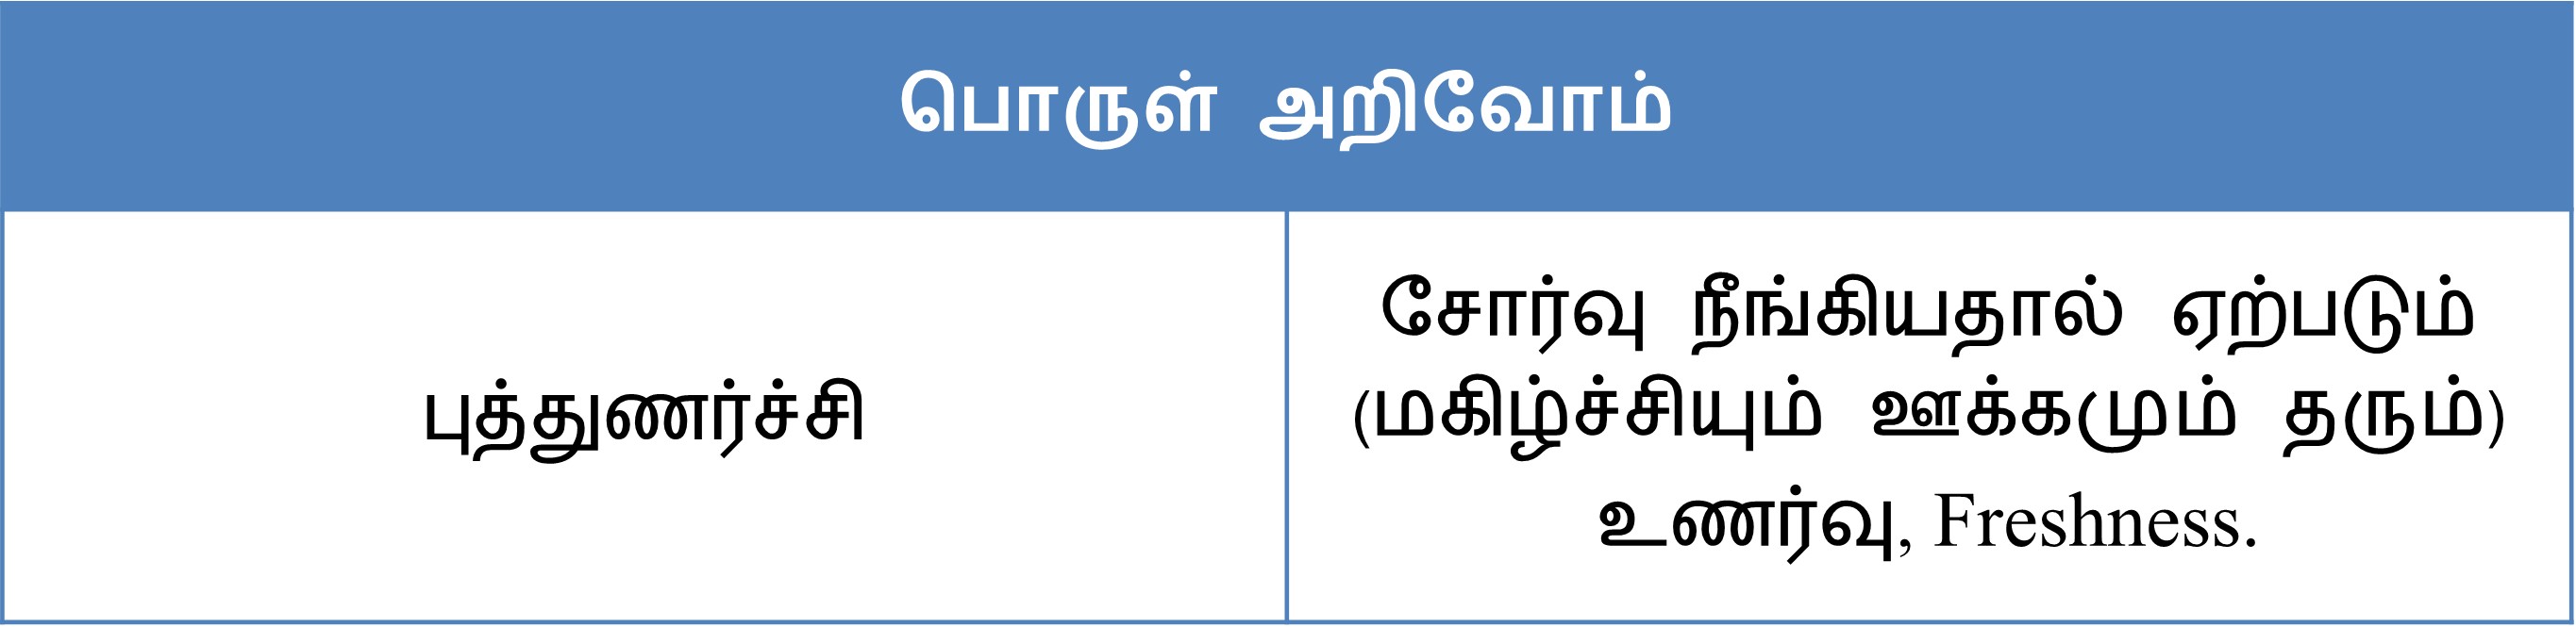 பொருள் அறிவோம்
புத்துணர்ச்சி
சோர்வு நீங்கியதால் ஏற்படும்
(மகிழ்ச்சியும் ஊக்கமும் தரும்)
உணர்வு, Freshness.